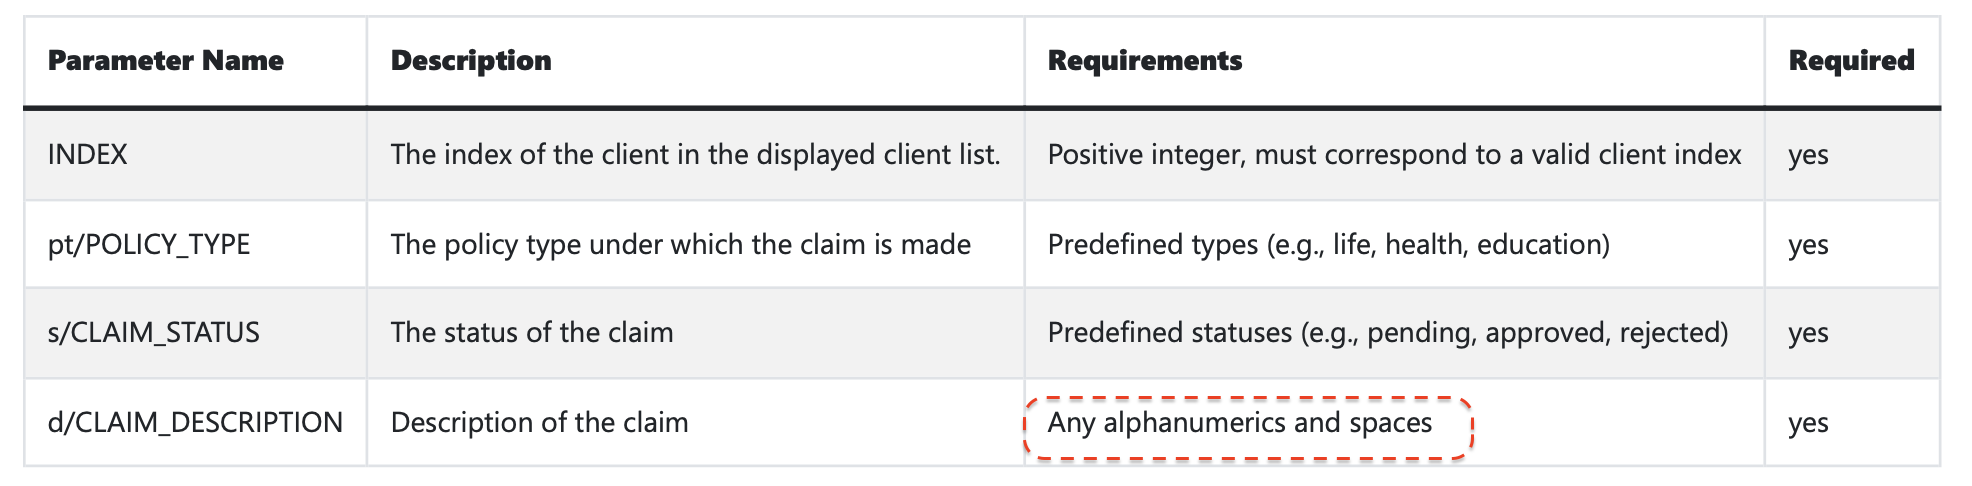 Parameter Name Description Requirements Required
INDEX The index of the client in the displayed client list. Positive integer, must correspond to a valid client index yes
pt/POLICY_TYPE The policy type under which the claim is made Predefined types (e.g., life, health, education) yes
s/CLAIM_STATUS The status of the claim Predefined statuses (e.g., pending, approved, rejected) yes
d/CLAIM_DESCRIPTION Description of the claim Any alphanumerics and spaces yes